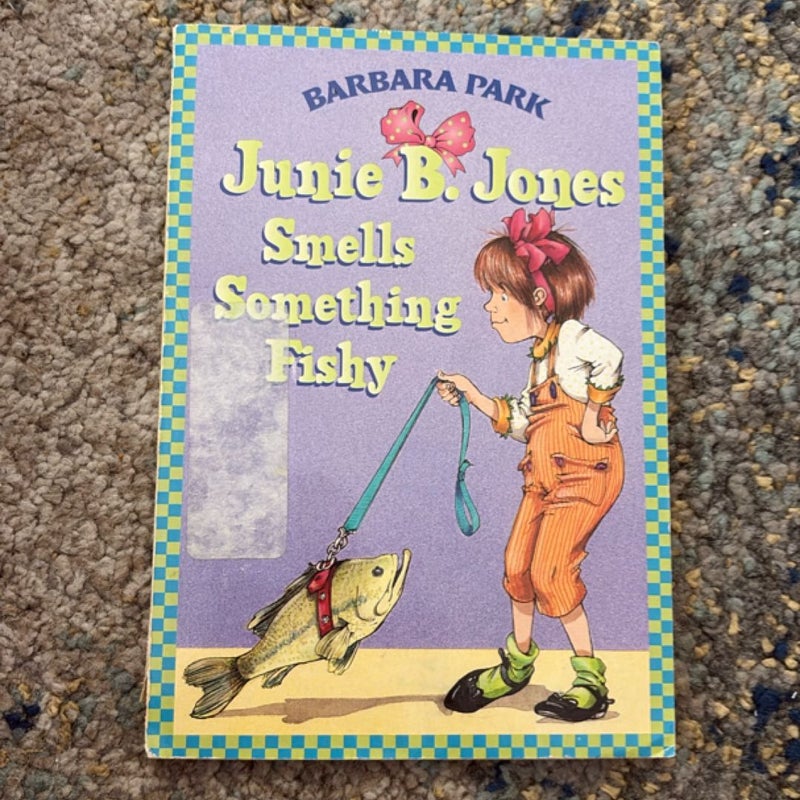 BARBARA PARK
Junie B. Jones
Smells
Something
Fishy